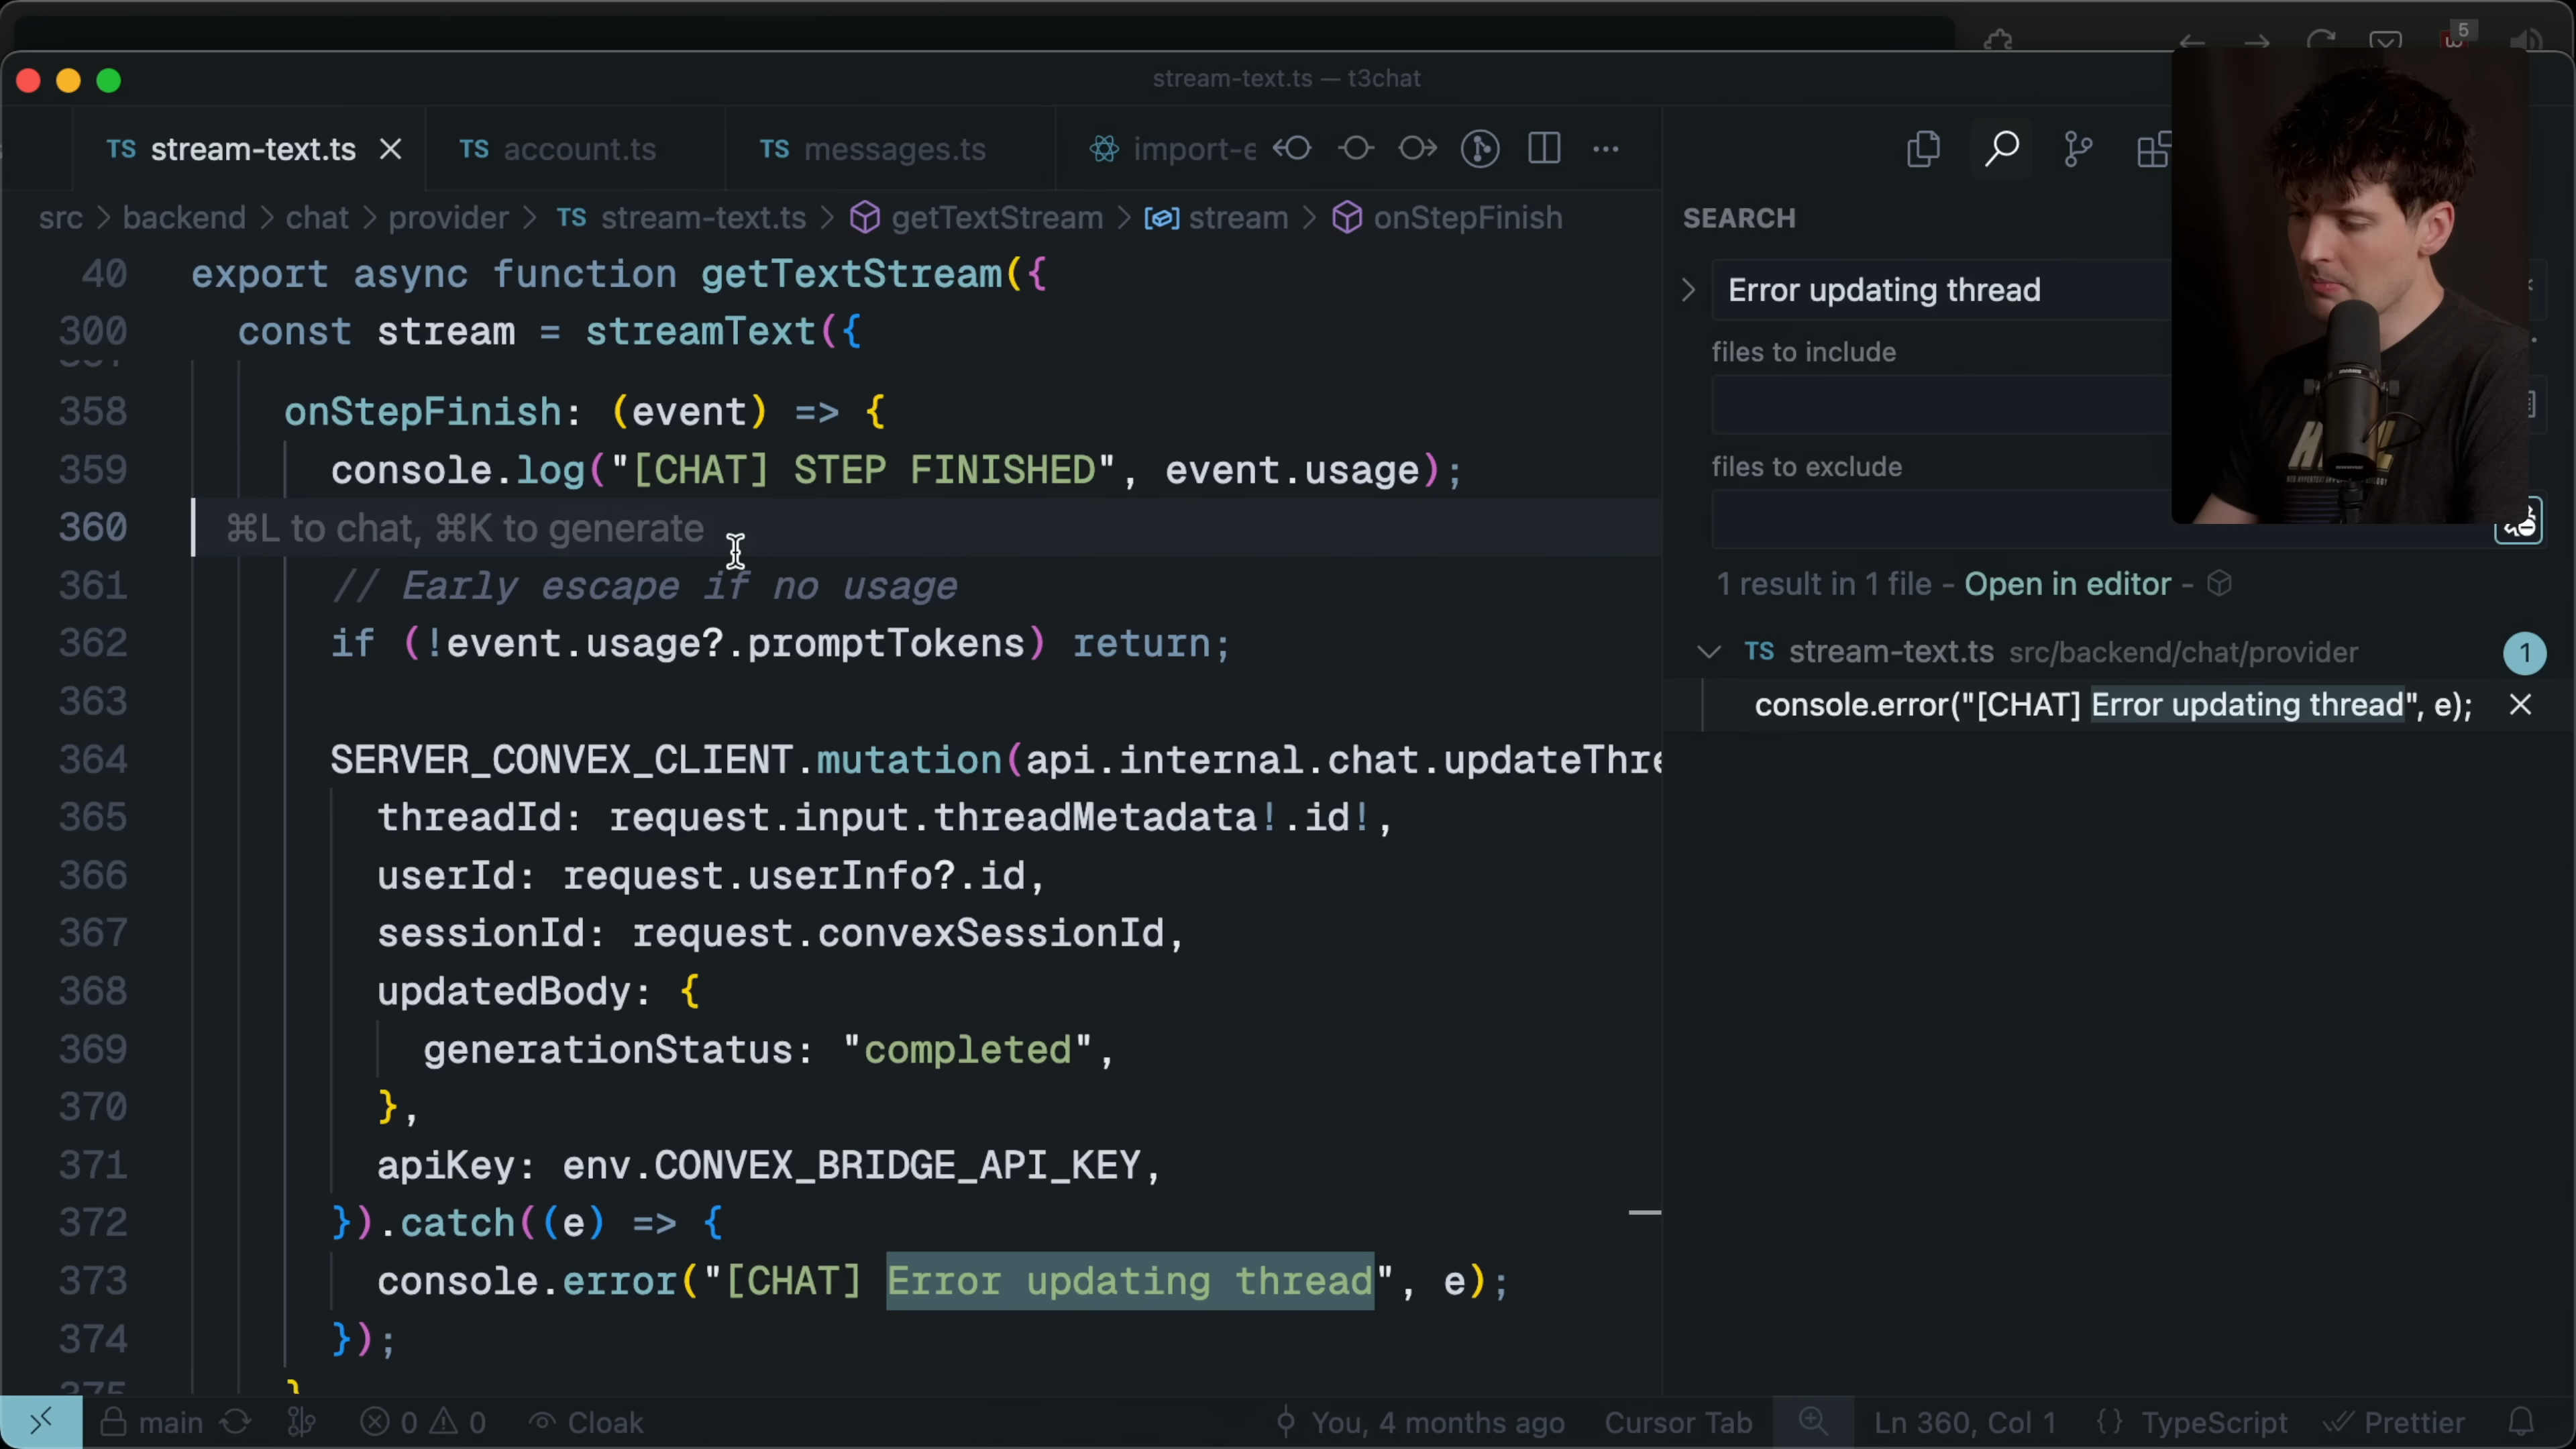 5
stream-text.ts — t3chat
TS stream-text.ts
TS account.ts
TS messages.ts
import-e
src > backend > chat > provider > TS stream-text.ts > getTextStream > stream > onStepFinish
40 export async function getTextStream({
300 const stream = streamText({
358 onStepFinish: (event) => {
359 console.log("[CHAT] STEP FINISHED", event.usage);
360 ⌘L to chat, ⌘K to generate
361 // Early escape if no usage
362 if (!event.usage?.promptTokens) return;
363
364 SERVER_CONVEX_CLIENT.mutation(api.internal.chat.updateThre
365 threadId: request.input.threadMetadata!.id!,
366 userId: request.userInfo?.id,
367 sessionId: request.convexSessionId,
368 updatedBody: {
369 generationStatus: "completed",
370 },
371 apiKey: env.CONVEX_BRIDGE_API_KEY,
372 }).catch((e) => {
373 console.error("[CHAT] Error updating thread", e);
374 });
375 }
SEARCH
Error updating thread
files to include
files to exclude
1 result in 1 file - Open in editor -
TS stream-text.ts src/backend/chat/provider 1
console.error("[CHAT] Error updating thread", e);
main 0 0 Cloak You, 4 months ago Cursor Tab Ln 360, Col 1 {} TypeScript Prettier